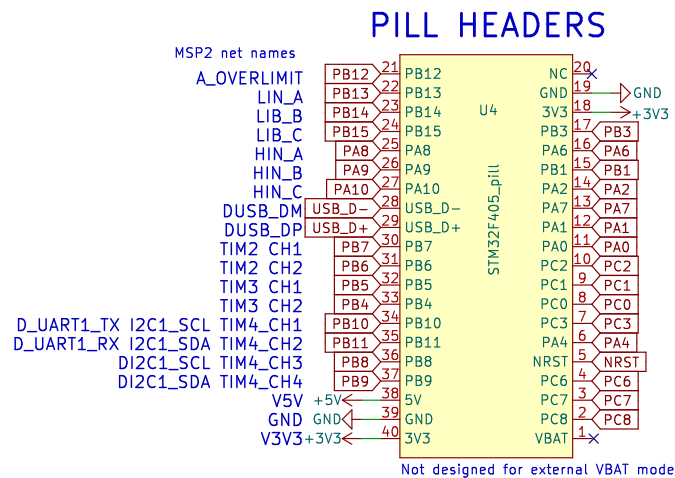 PILL HEADERS
MSP2 net names
U4
STM32F405_pill
A_OVERLIMIT PB12 21 PB12 NC 20
LIN_A PB13 22 PB13 GND 19 GND
LIB_B PB14 23 PB14 3V3 18 +3V3
LIB_C PB15 24 PB15 PB3 17 PB3
HIN_A PA8 25 PA8 PA6 16 PA6
HIN_B PA9 26 PA9 PB1 15 PB1
HIN_C PA10 27 PA10 PA2 14 PA2
DUSB_DM USB_D- 28 USB_D- PA7 13 PA7
DUSB_DP USB_D+ 29 USB_D+ PA1 12 PA1
TIM2 CH1 PB7 30 PB7 PA0 11 PA0
TIM2 CH2 PB6 31 PB6 PC2 10 PC2
TIM3 CH1 PB5 32 PB5 PC1 9 PC1
TIM3 CH2 PB4 33 PB4 PC0 8 PC0
D_UART1_TX I2C1_SCL TIM4_CH1 PB10 34 PB10 PC3 7 PC3
D_UART1_RX I2C1_SDA TIM4_CH2 PB11 35 PB11 PA4 6 PA4
DI2C1_SCL TIM4_CH3 PB8 36 PB8 NRST 5 NRST
DI2C1_SDA TIM4_CH4 PB9 37 PB9 PC6 4 PC6
V5V +5V 38 5V PC7 3 PC7
GND GND 39 GND PC8 2 PC8
V3V3 +3V3 40 3V3 VBAT 1
Not designed for external VBAT mode